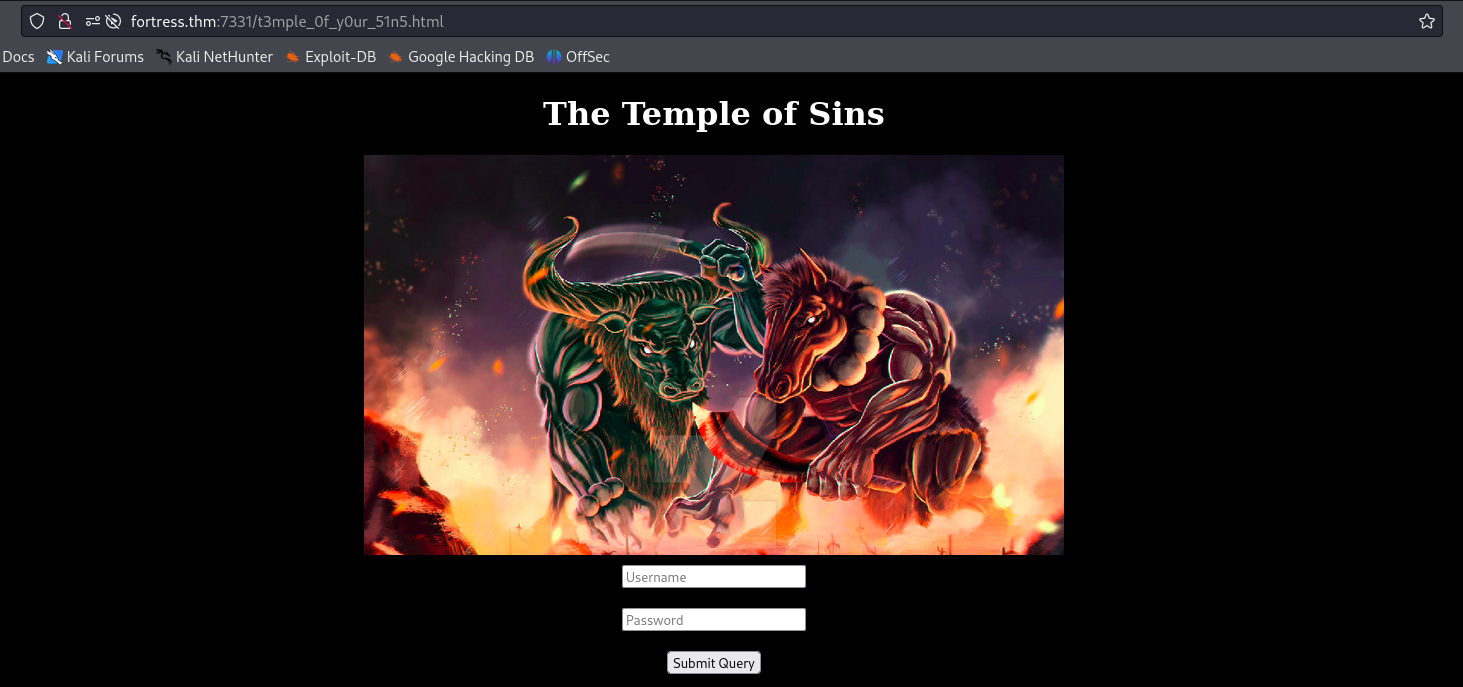 fortress.thm:7331/t3mple_0f_y0ur_51n5.html
Docs Kali Forums Kali NetHunter Exploit-DB Google Hacking DB OffSec
The Temple of Sins
Username
Password
Submit Query